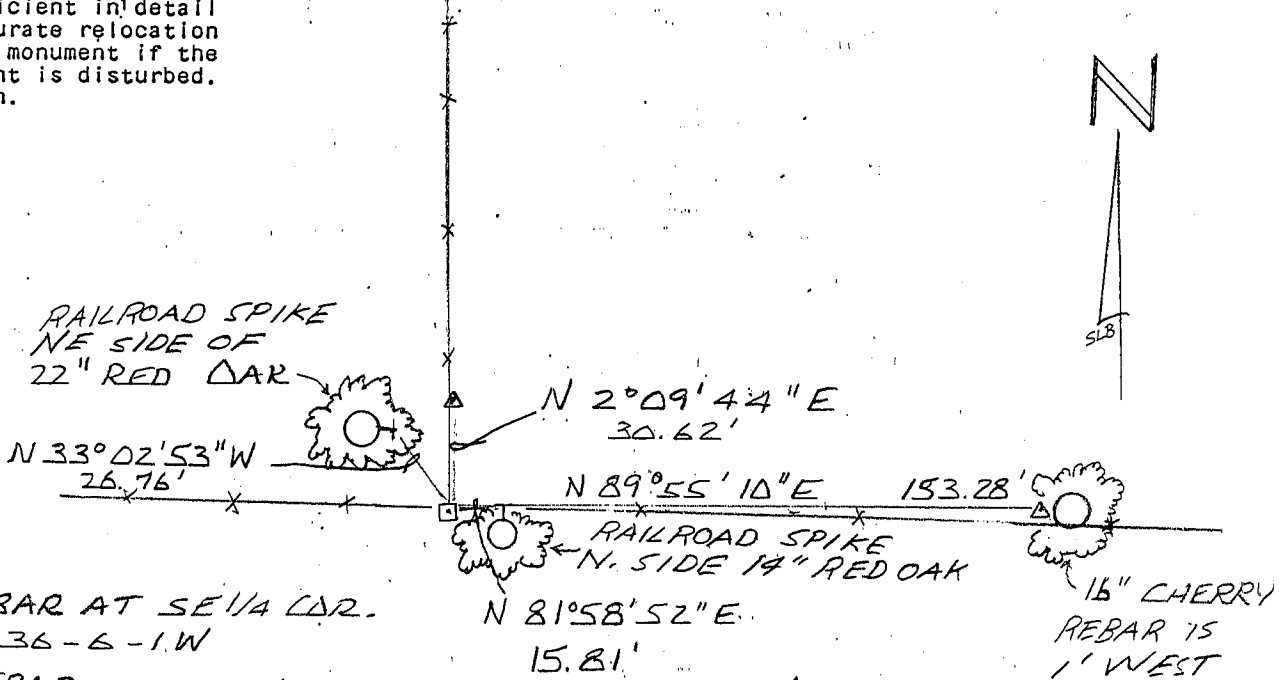 icient in detail
urate relocation
monument if the
nt is disturbed.
n.
N
SLB
RAILROAD SPIKE
NE SIDE OF
22" RED OAK
N 2°09'44"E
30.62'
N 33°02'53"W
26.76'
N 89°55'10"E 153.28'
RAILROAD SPIKE
N. SIDE 14" RED OAK
16" CHERRY
REBAR IS
1' WEST
N 81°58'52"E
15.81'
BAR AT SE1/4 COR.
36-6-1W